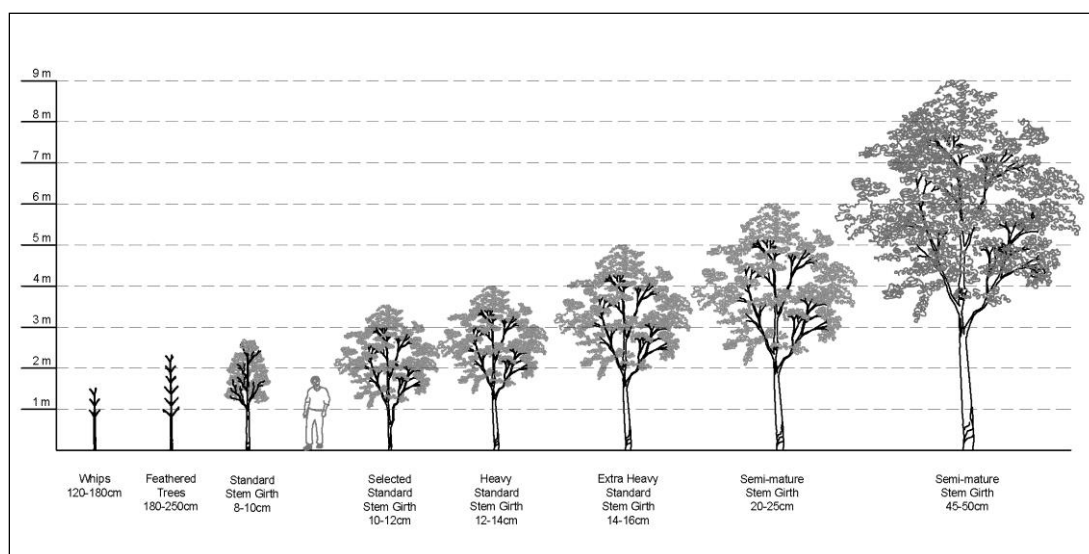 9 m
8 m
7 m
6 m
5 m
4 m
3 m
2 m
1 m
Whips
120-180cm
Feathered
Trees
180-250cm
Standard
Stem Girth
8-10cm
Selected
Standard
Stem Girth
10-12cm
Heavy
Standard
Stem Girth
12-14cm
Extra Heavy
Standard
Stem Girth
14-16cm
Semi-mature
Stem Girth
20-25cm
Semi-mature
Stem Girth
45-50cm